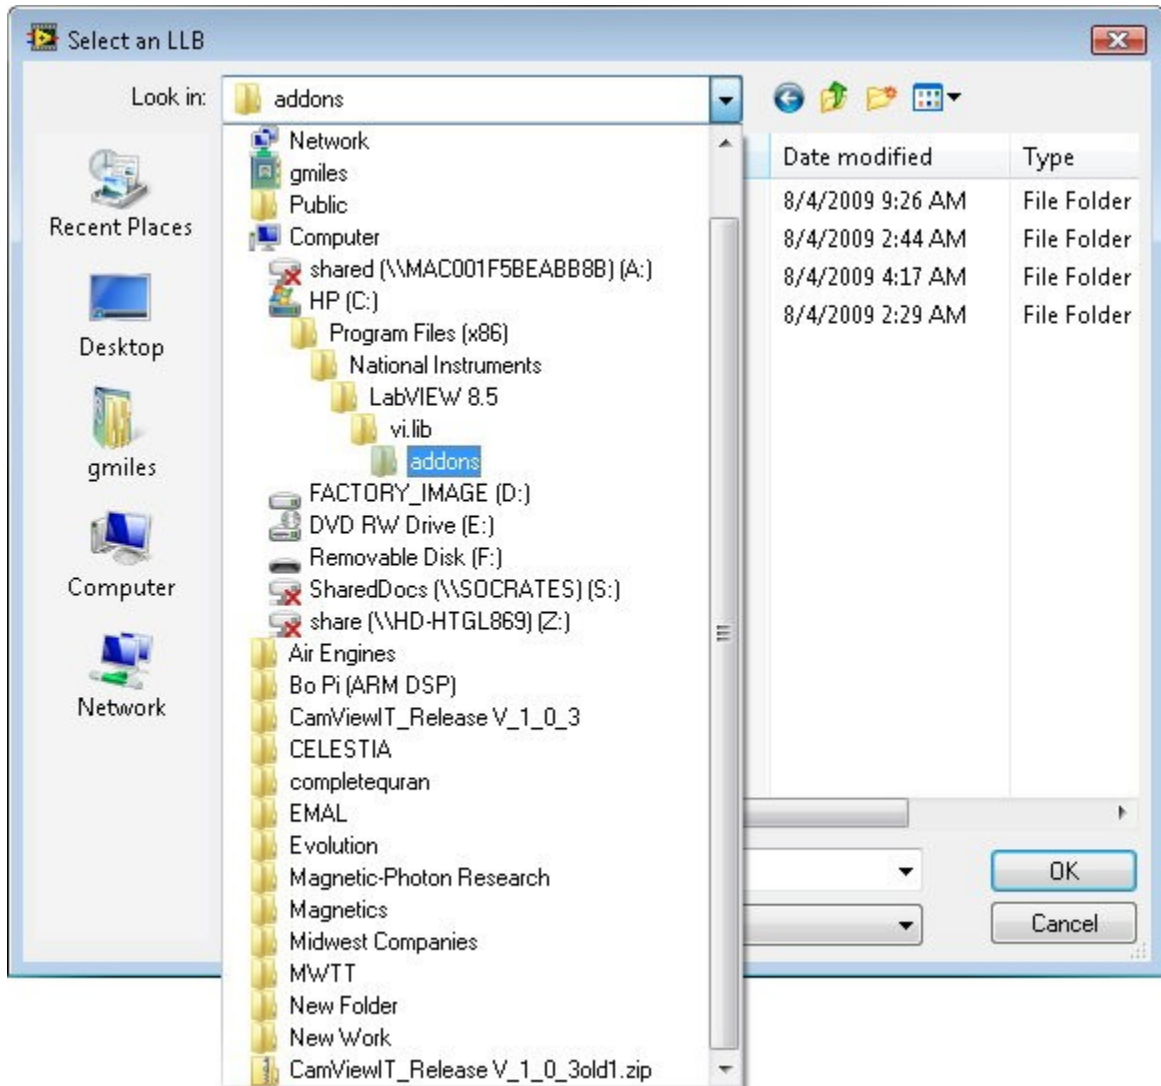 Select an LLB
Look in: addons
Network
gmiles
Public
Computer
shared (\\MAC001F5BEABB8B) (A:)
HP (C:)
Program Files (x86)
National Instruments
LabVIEW 8.5
vi.lib
addons
FACTORY_IMAGE (D:)
DVD RW Drive (E:)
Removable Disk (F:)
SharedDocs (\\SOCRATES) (S:)
share (\\HD-HTGL869) (Z:)
Air Engines
Bo Pi (ARM DSP)
CamViewIT_Release V_1_0_3
CELESTIA
completequran
EMAL
Evolution
Magnetic-Photon Research
Magnetics
Midwest Companies
MWTT
New Folder
New Work
CamViewIT_Release V_1_0_3old1.zip
Recent Places
Desktop
gmiles
Computer
Network
Date modified Type
8/4/2009 9:26 AM File Folder
8/4/2009 2:44 AM File Folder
8/4/2009 4:17 AM File Folder
8/4/2009 2:29 AM File Folder
OK
Cancel